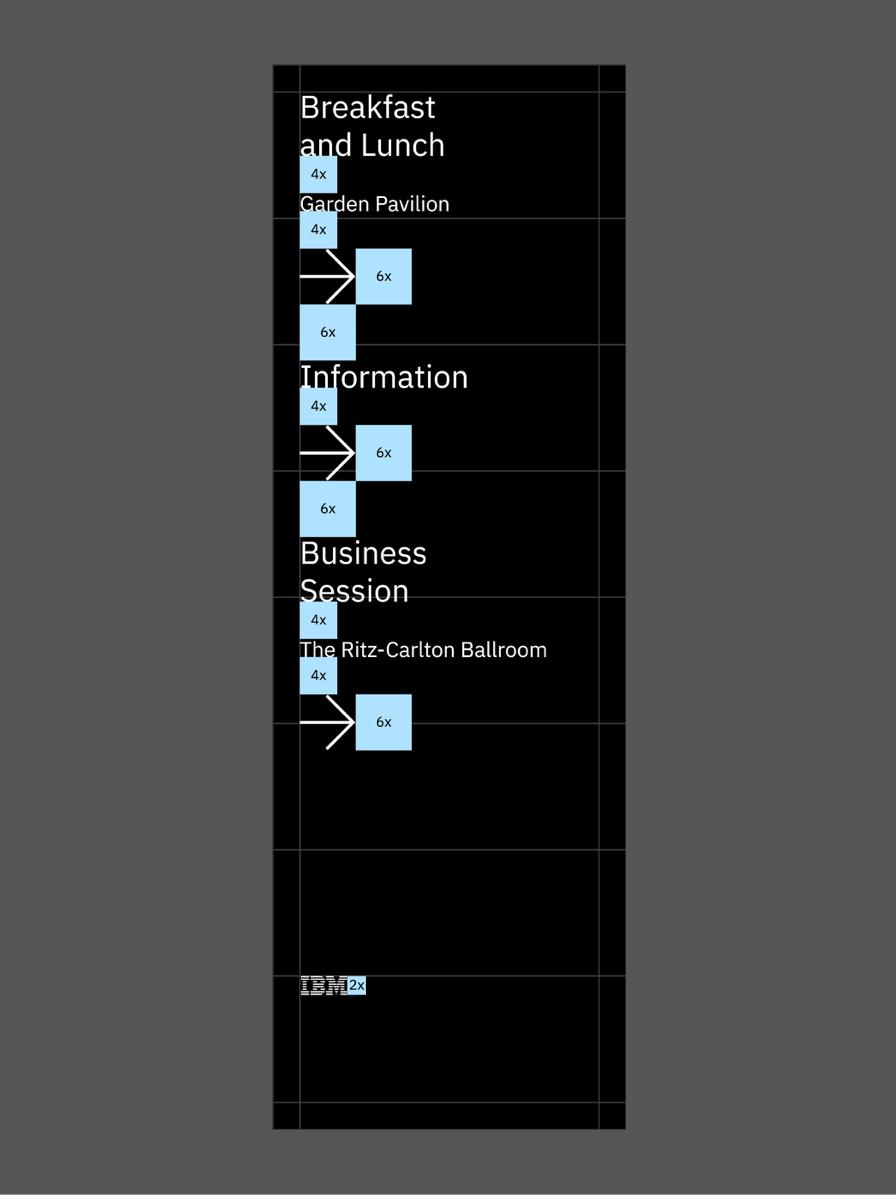 Breakfast
and Lunch
4x
Garden Pavilion
4x
6x
6x
Information
4x
6x
6x
Business
Session
4x
The Ritz-Carlton Ballroom
4x
6x
IBM 2x